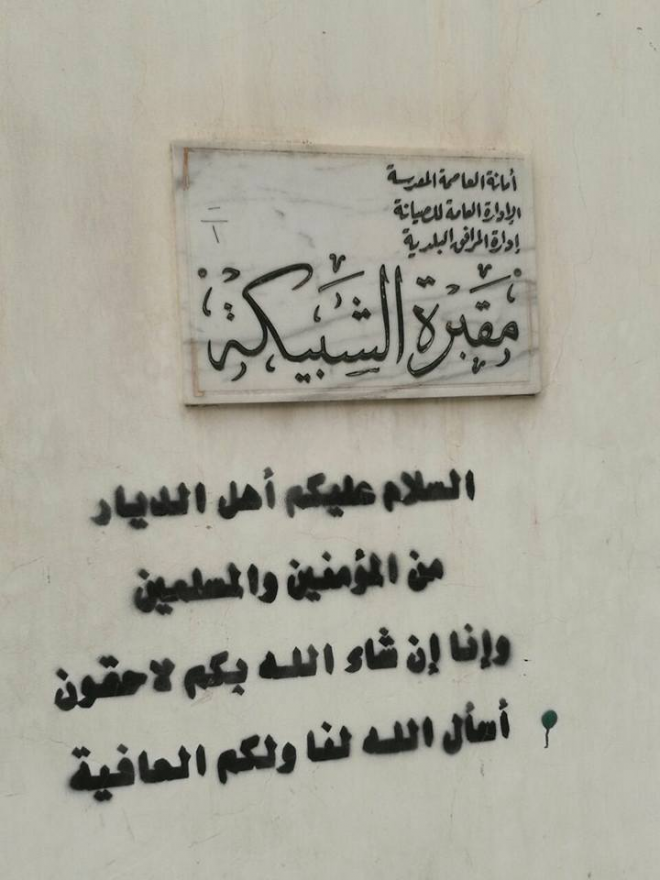 أمانة العاصمة المقدسة
الإدارة العامة للصيانة
إدارة المرافق البلدية
مقبرة الشبيكة
السلام عليكم أهل الديار
من المؤمنين والمسلمين
وإنا إن شاء الله بكم لاحقون
أسأل الله لنا ولكم العافية